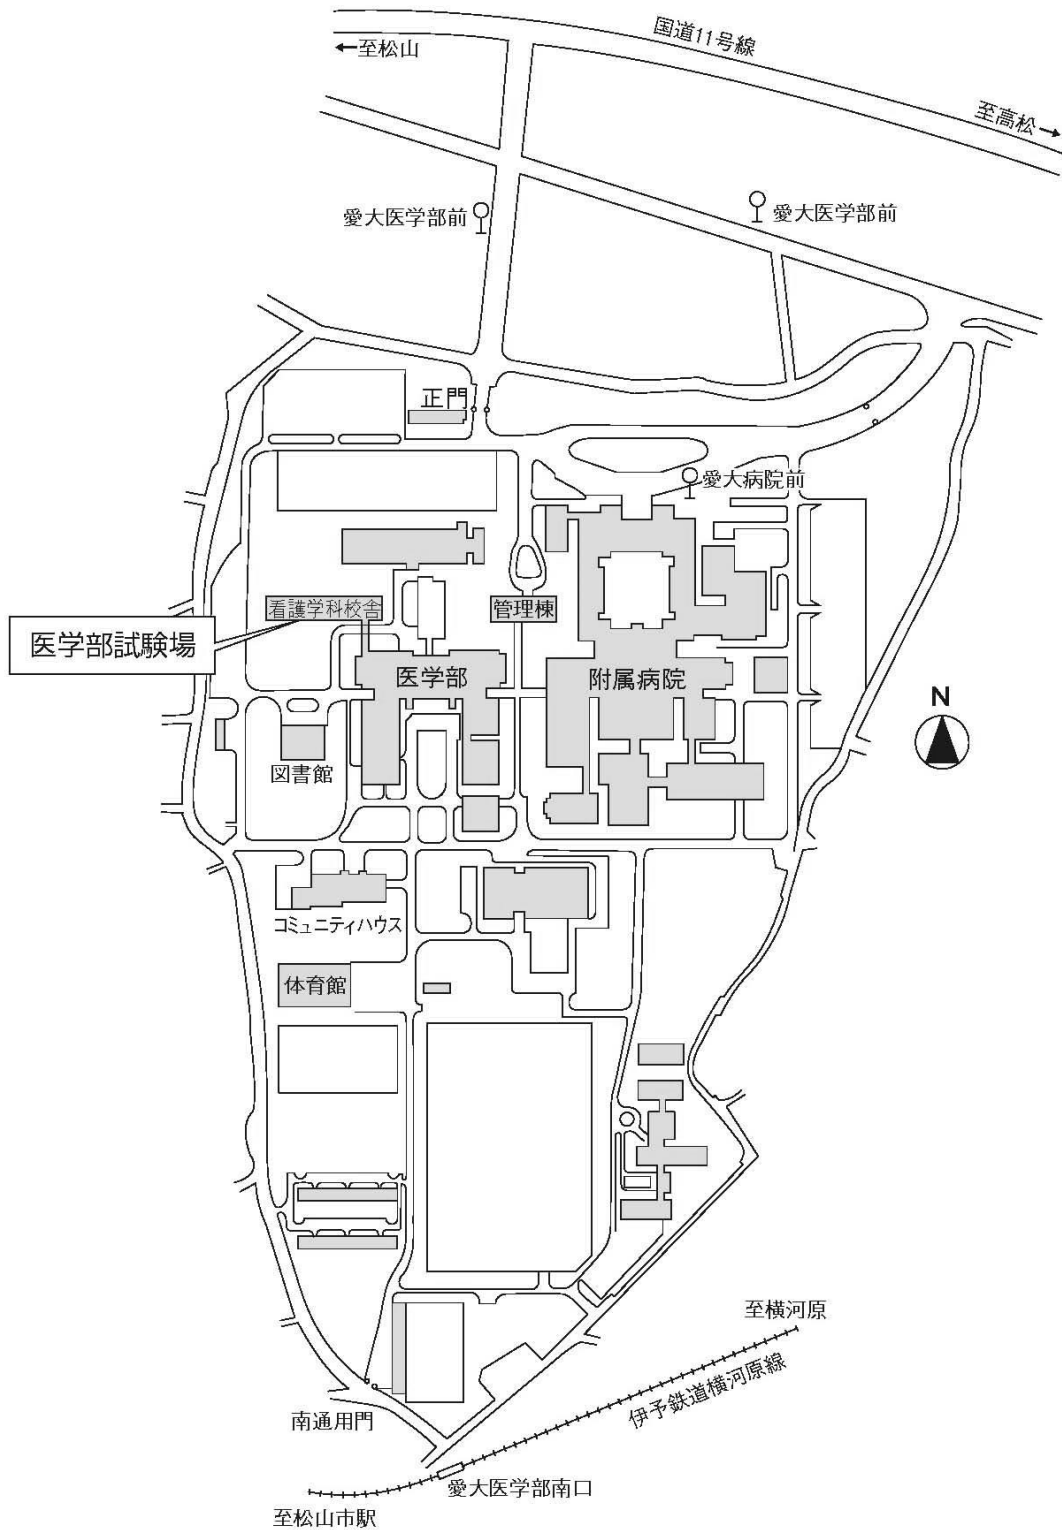 国道11号線
←至松山
至高松→
愛大医学部前
愛大医学部前
正門
愛大病院前
看護学科校舎
管理棟
医学部試験場
医学部
附属病院
N
図書館
コミュニティハウス
体育館
至横河原
伊予鉄道横河原線
南通用門
愛大医学部南口
至松山市駅